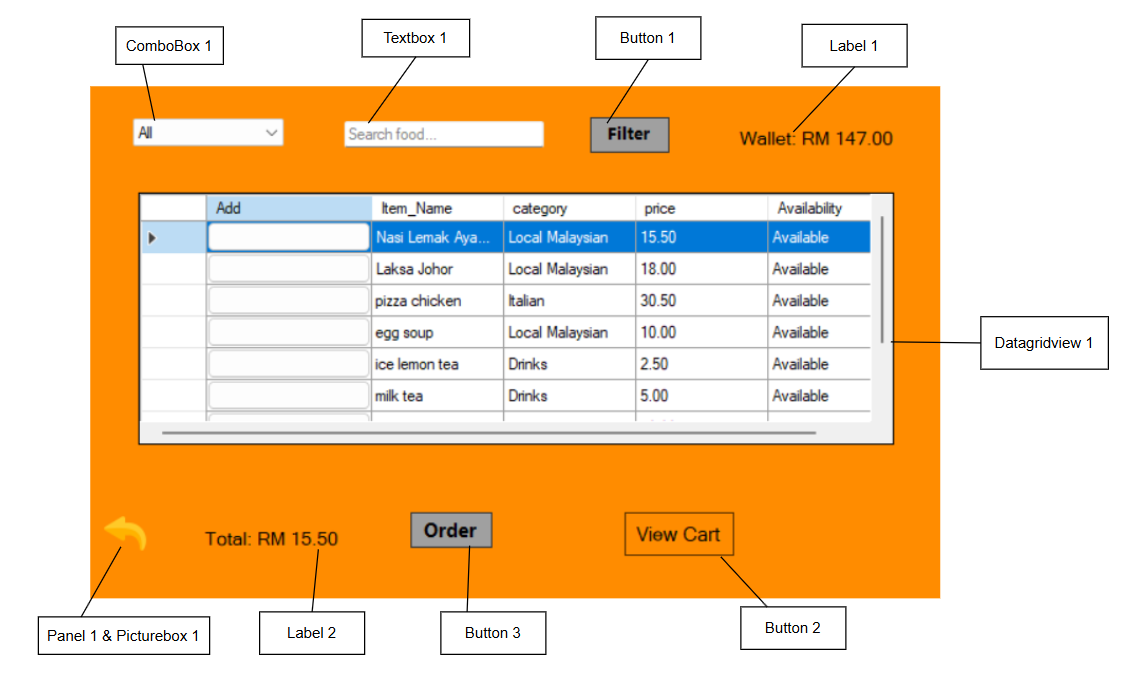 ComboBox 1
Textbox 1
Button 1
Label 1
All
Search food...
Filter
Wallet: RM 147.00
Add Item_Name category price Availability
Nasi Lemak Aya... Local Malaysian 15.50 Available
Laksa Johor Local Malaysian 18.00 Available
pizza chicken Italian 30.50 Available
egg soup Local Malaysian 10.00 Available
ice lemon tea Drinks 2.50 Available
milk tea Drinks 5.00 Available
Datagridview 1
Total: RM 15.50
Order
View Cart
Panel 1 & Picturebox 1
Label 2
Button 3
Button 2